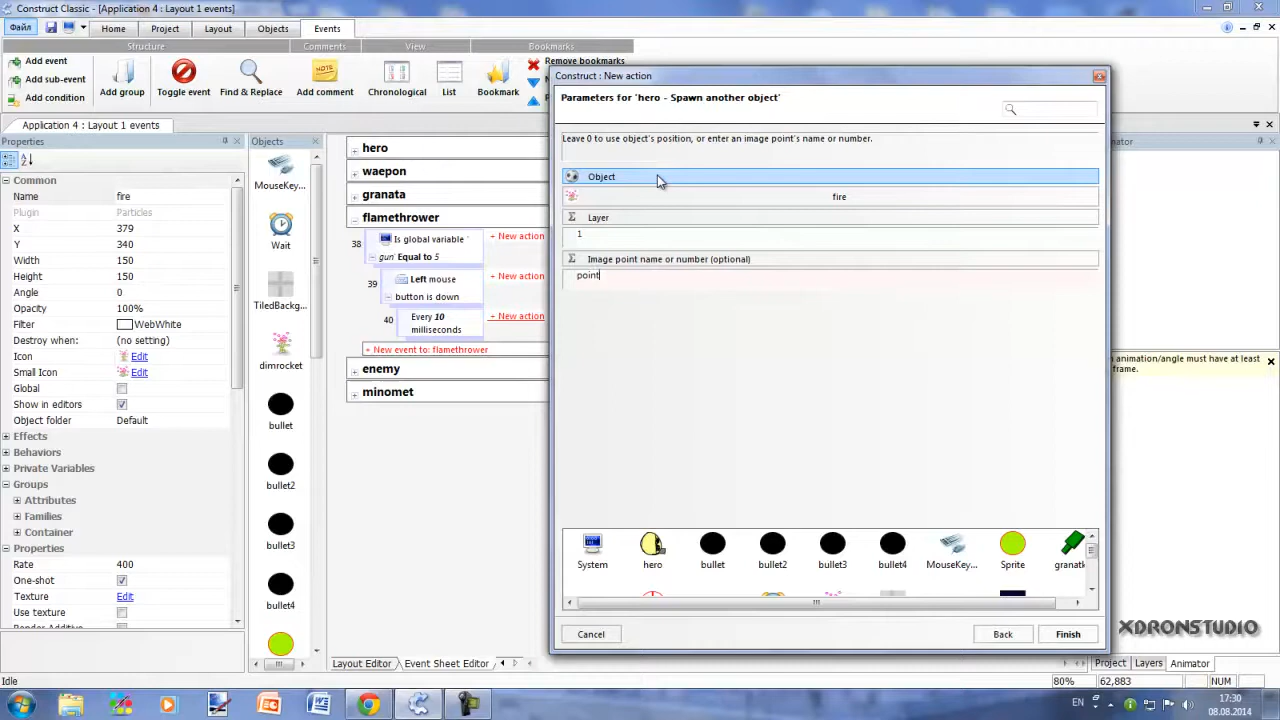 Construct Classic - [Application 4 : Layout 1 events]
Файл
Home
Project
Layout
Objects
Events
Structure
Comments
View
Bookmarks
Add event
Add sub-event
Add condition
Add group
Toggle event
Find & Replace
NOTE
Add comment
Chronological
List
Bookmark
Remove bookmarks
Application 4 : Layout 1 events
Properties
Common
Name fire
Plugin Particles
X 379
Y 340
Width 150
Height 150
Angle 0
Opacity 100%
Filter WebWhite
Destroy when: (no setting)
Icon Edit
Small Icon Edit
Global
Show in editors
Object folder Default
Effects
Behaviors
Private Variables
Groups
Attributes
Families
Container
Properties
Rate 400
One-shot
Texture Edit
Use texture
Render Additive
Objects
MouseKey...
Wait
TiledBackg...
dimrocket
bullet
bullet2
bullet3
bullet4
hero
waepon
granata
flamethrower
38 Is global variable '
gun' Equal to 5
+ New action
39 Left mouse
button is down
+ New action
40 Every 10
milliseconds
+ New action
+ New event to: flamethrower
enemy
minomet
Construct : New action
Parameters for 'hero - Spawn another object'
Leave 0 to use object's position, or enter an image point's name or number.
Object
fire
Layer
1
Image point name or number (optional)
point
System
hero
bullet
bullet2
bullet3
bullet4
MouseKey...
Sprite
granatk
Cancel
Back
Finish
Animator
n animation/angle must have at least
frame.
XDRONSTUDIO
Layout Editor
Event Sheet Editor
Project
Layers
Animator
Idle
80%
62,883
NUM
EN
17:30
08.08.2014